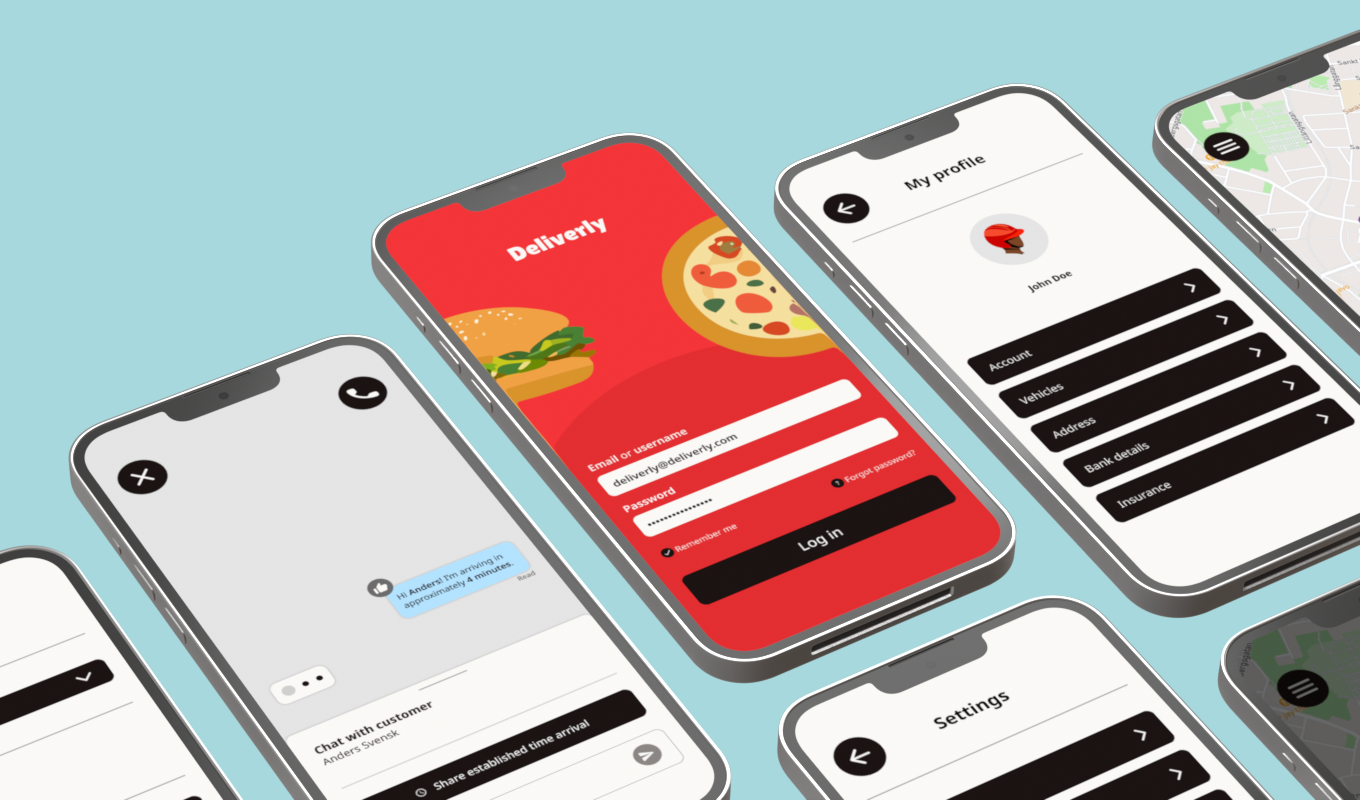 Deliverly
Email or username
deliverly@deliverly.com
Password
Remember me
? Forgot password?
Log in
My profile
John Doe
Account
Vehicles
Address
Bank details
Insurance
Hi Anders! I'm arriving in
approximately 4 minutes.
Read
Chat with customer
Anders Svensk
Share established time arrival
Settings